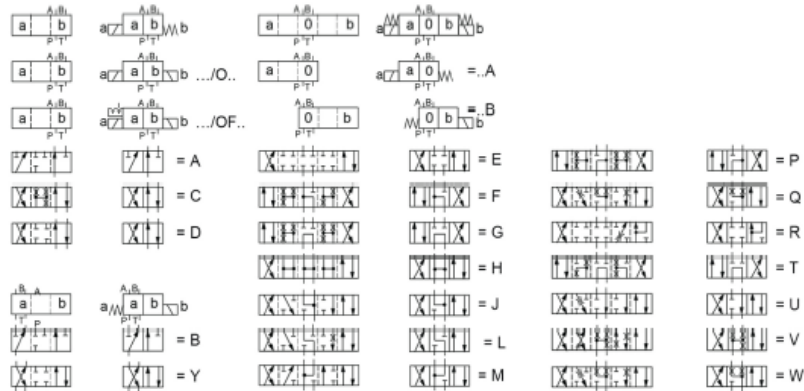 A B A B A B A B
a b a b b a 0 b a a 0 b b
P T P T P T P T
A B A B A B A B
a b a a b b .../O.. a 0 a a 0 =..A
P T P T P T P T
A B A B A B A B
a b a a b b .../OF.. 0 b 0 b b =..B
P T P T P T P T
= A = E = P
= C = F = Q
= D = G = R
= H = T
B A A B
a b a a b b = J = U
T P P T
= B = L = V
= Y = M = W